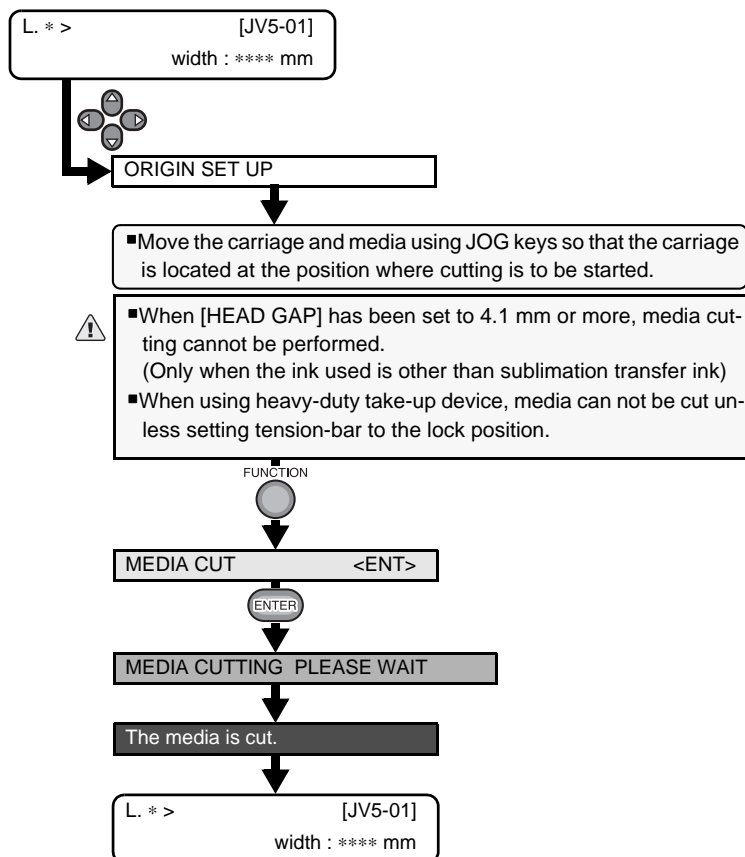 L. * > [JV5-01]
width : **** mm
ORIGIN SET UP
■Move the carriage and media using JOG keys so that the carriage
is located at the position where cutting is to be started.
■When [HEAD GAP] has been set to 4.1 mm or more, media cut-
ting cannot be performed.
(Only when the ink used is other than sublimation transfer ink)
■When using heavy-duty take-up device, media can not be cut un-
less setting tension-bar to the lock position.
FUNCTION
MEDIA CUT <ENT>
ENTER
MEDIA CUTTING PLEASE WAIT
The media is cut.
L. * > [JV5-01]
width : **** mm